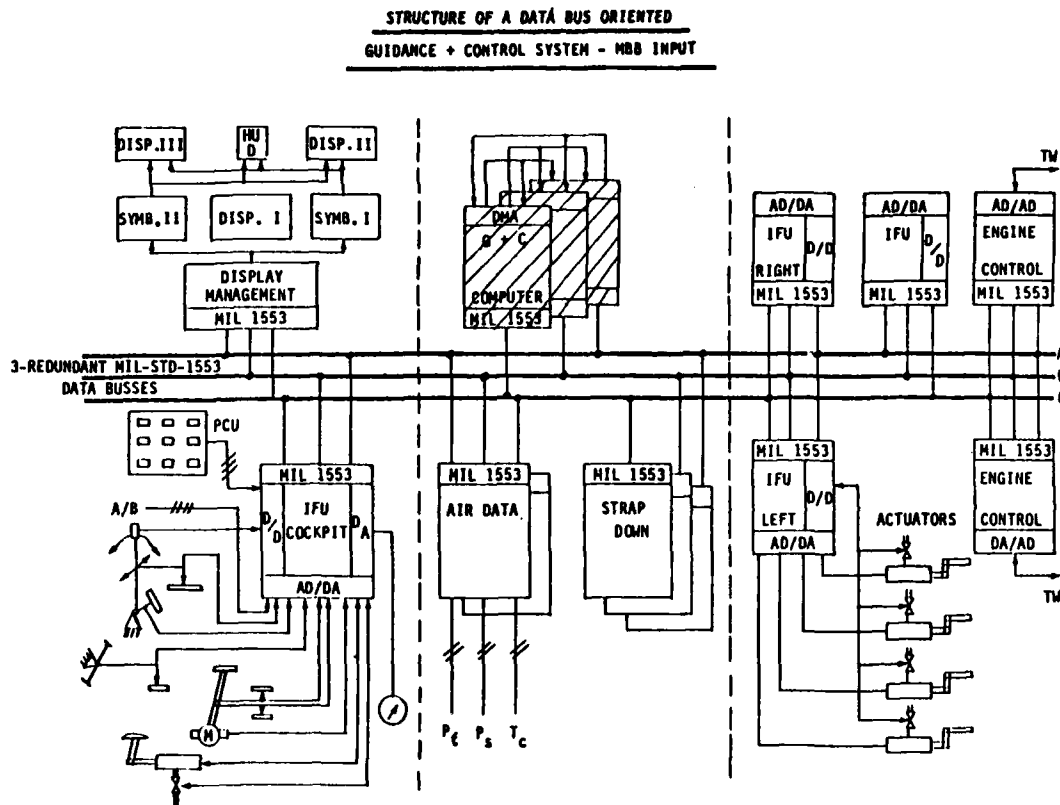 STRUCTURE OF A DATA BUS ORIENTED
GUIDANCE + CONTROL SYSTEM - MBB INPUT
DISP.III
HU
D
DISP.II
SYMB.II
DISP. I
SYMB. I
DISPLAY
MANAGEMENT
MIL 1553
DMA
G + C
COMPUTER
MIL 1553
AD/DA
IFU
RIGHT
D/D
MIL 1553
AD/DA
IFU
D/D
MIL 1553
TW
AD/AD
ENGINE
CONTROL
MIL 1553
3-REDUNDANT MIL-STD-1553
DATA BUSSES
PCU
A/B
MIL 1553
D/D
IFU
COCKPIT
D
A
AD/DA
M
MIL 1553
AIR DATA
MIL 1553
STRAP
DOWN
Pt
Ps
Tc
MIL 1553
IFU
LEFT
D/D
AD/DA
ACTUATORS
MIL 1553
ENGINE
CONTROL
DA/AD
TW